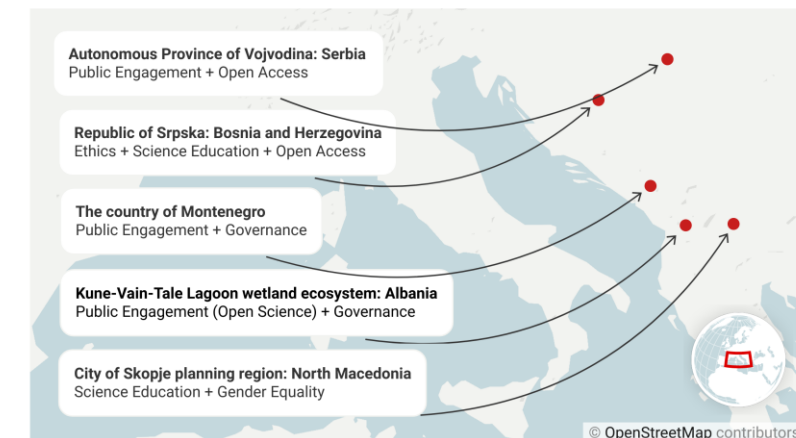 Autonomous Province of Vojvodina: Serbia
Public Engagement + Open Access
Republic of Srpska: Bosnia and Herzegovina
Ethics + Science Education + Open Access
The country of Montenegro
Public Engagement + Governance
Kune-Vain-Tale Lagoon wetland ecosystem: Albania
Public Engagement (Open Science) + Governance
City of Skopje planning region: North Macedonia
Science Education + Gender Equality
© OpenStreetMap contributors